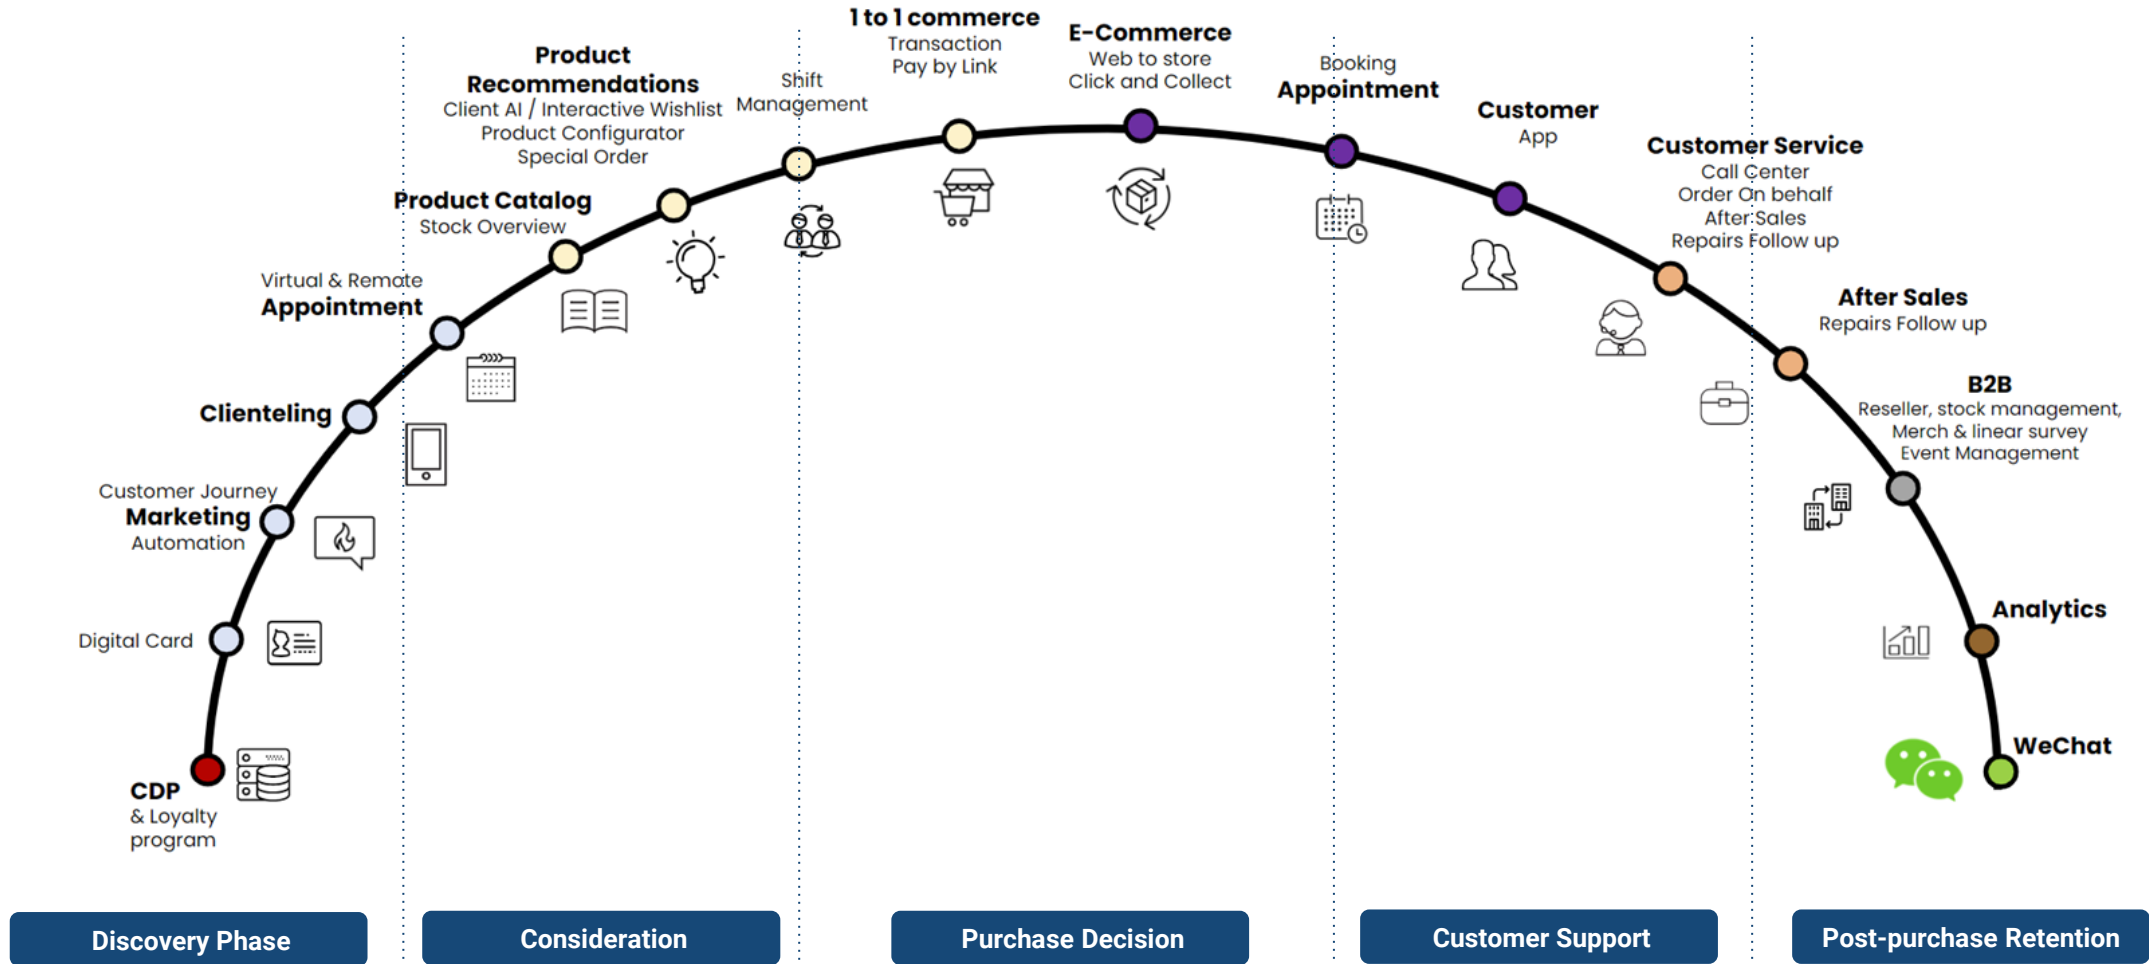 CDP
& Loyalty
program
Digital Card
Customer Journey
Marketing
Automation
Clienteling
Virtual & Remote
Appointment
Product Catalog
Stock Overview
Product
Recommendations
Client AI / Interactive Wishlist
Product Configurator
Special Order
Shift
Management
1 to 1 commerce
Transaction
Pay by Link
E-Commerce
Web to store
Click and Collect
Booking
Appointment
Customer
App
Customer Service
Call Center
Order On behalf
After Sales
Repairs Follow up
After Sales
Repairs Follow up
B2B
Reseller, stock management,
Merch & linear survey
Event Management
Analytics
WeChat
Discovery Phase
Consideration
Purchase Decision
Customer Support
Post-purchase Retention